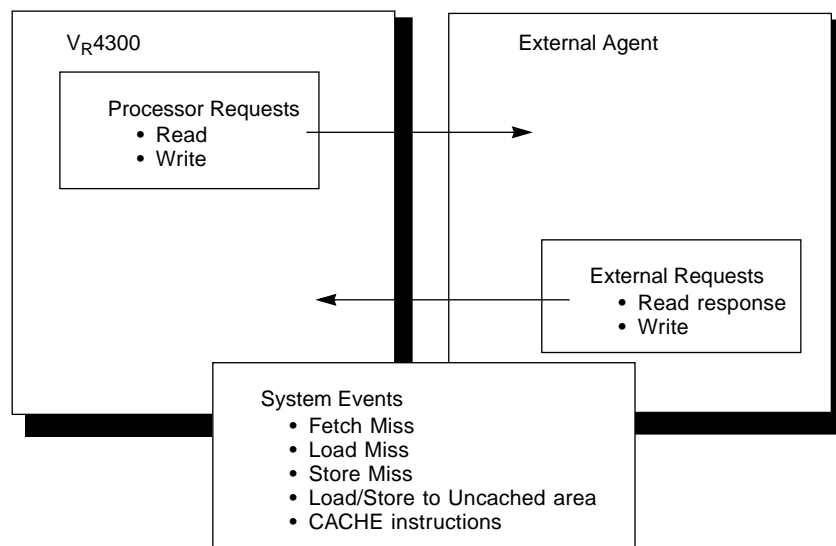 VR4300
Processor Requests
• Read
• Write
External Agent
External Requests
• Read response
• Write
System Events
• Fetch Miss
• Load Miss
• Store Miss
• Load/Store to Uncached area
• CACHE instructions